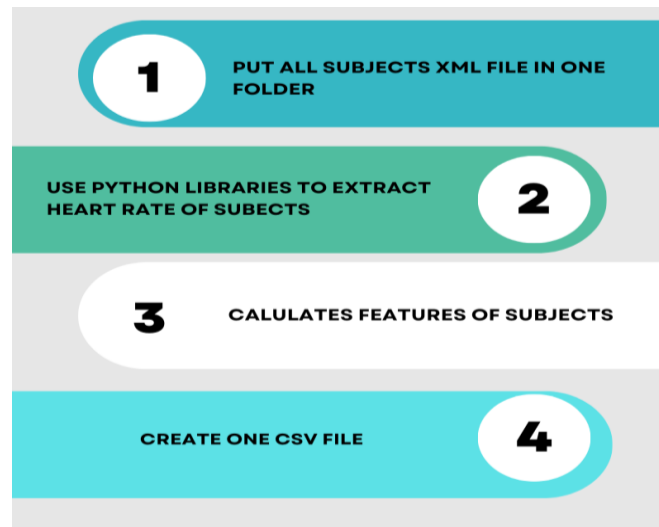 1
PUT ALL SUBJECTS XML FILE IN ONE
FOLDER
USE PYTHON LIBRARIES TO EXTRACT
HEART RATE OF SUBECTS
2
3
CALULATES FEATURES OF SUBJECTS
CREATE ONE CSV FILE
4